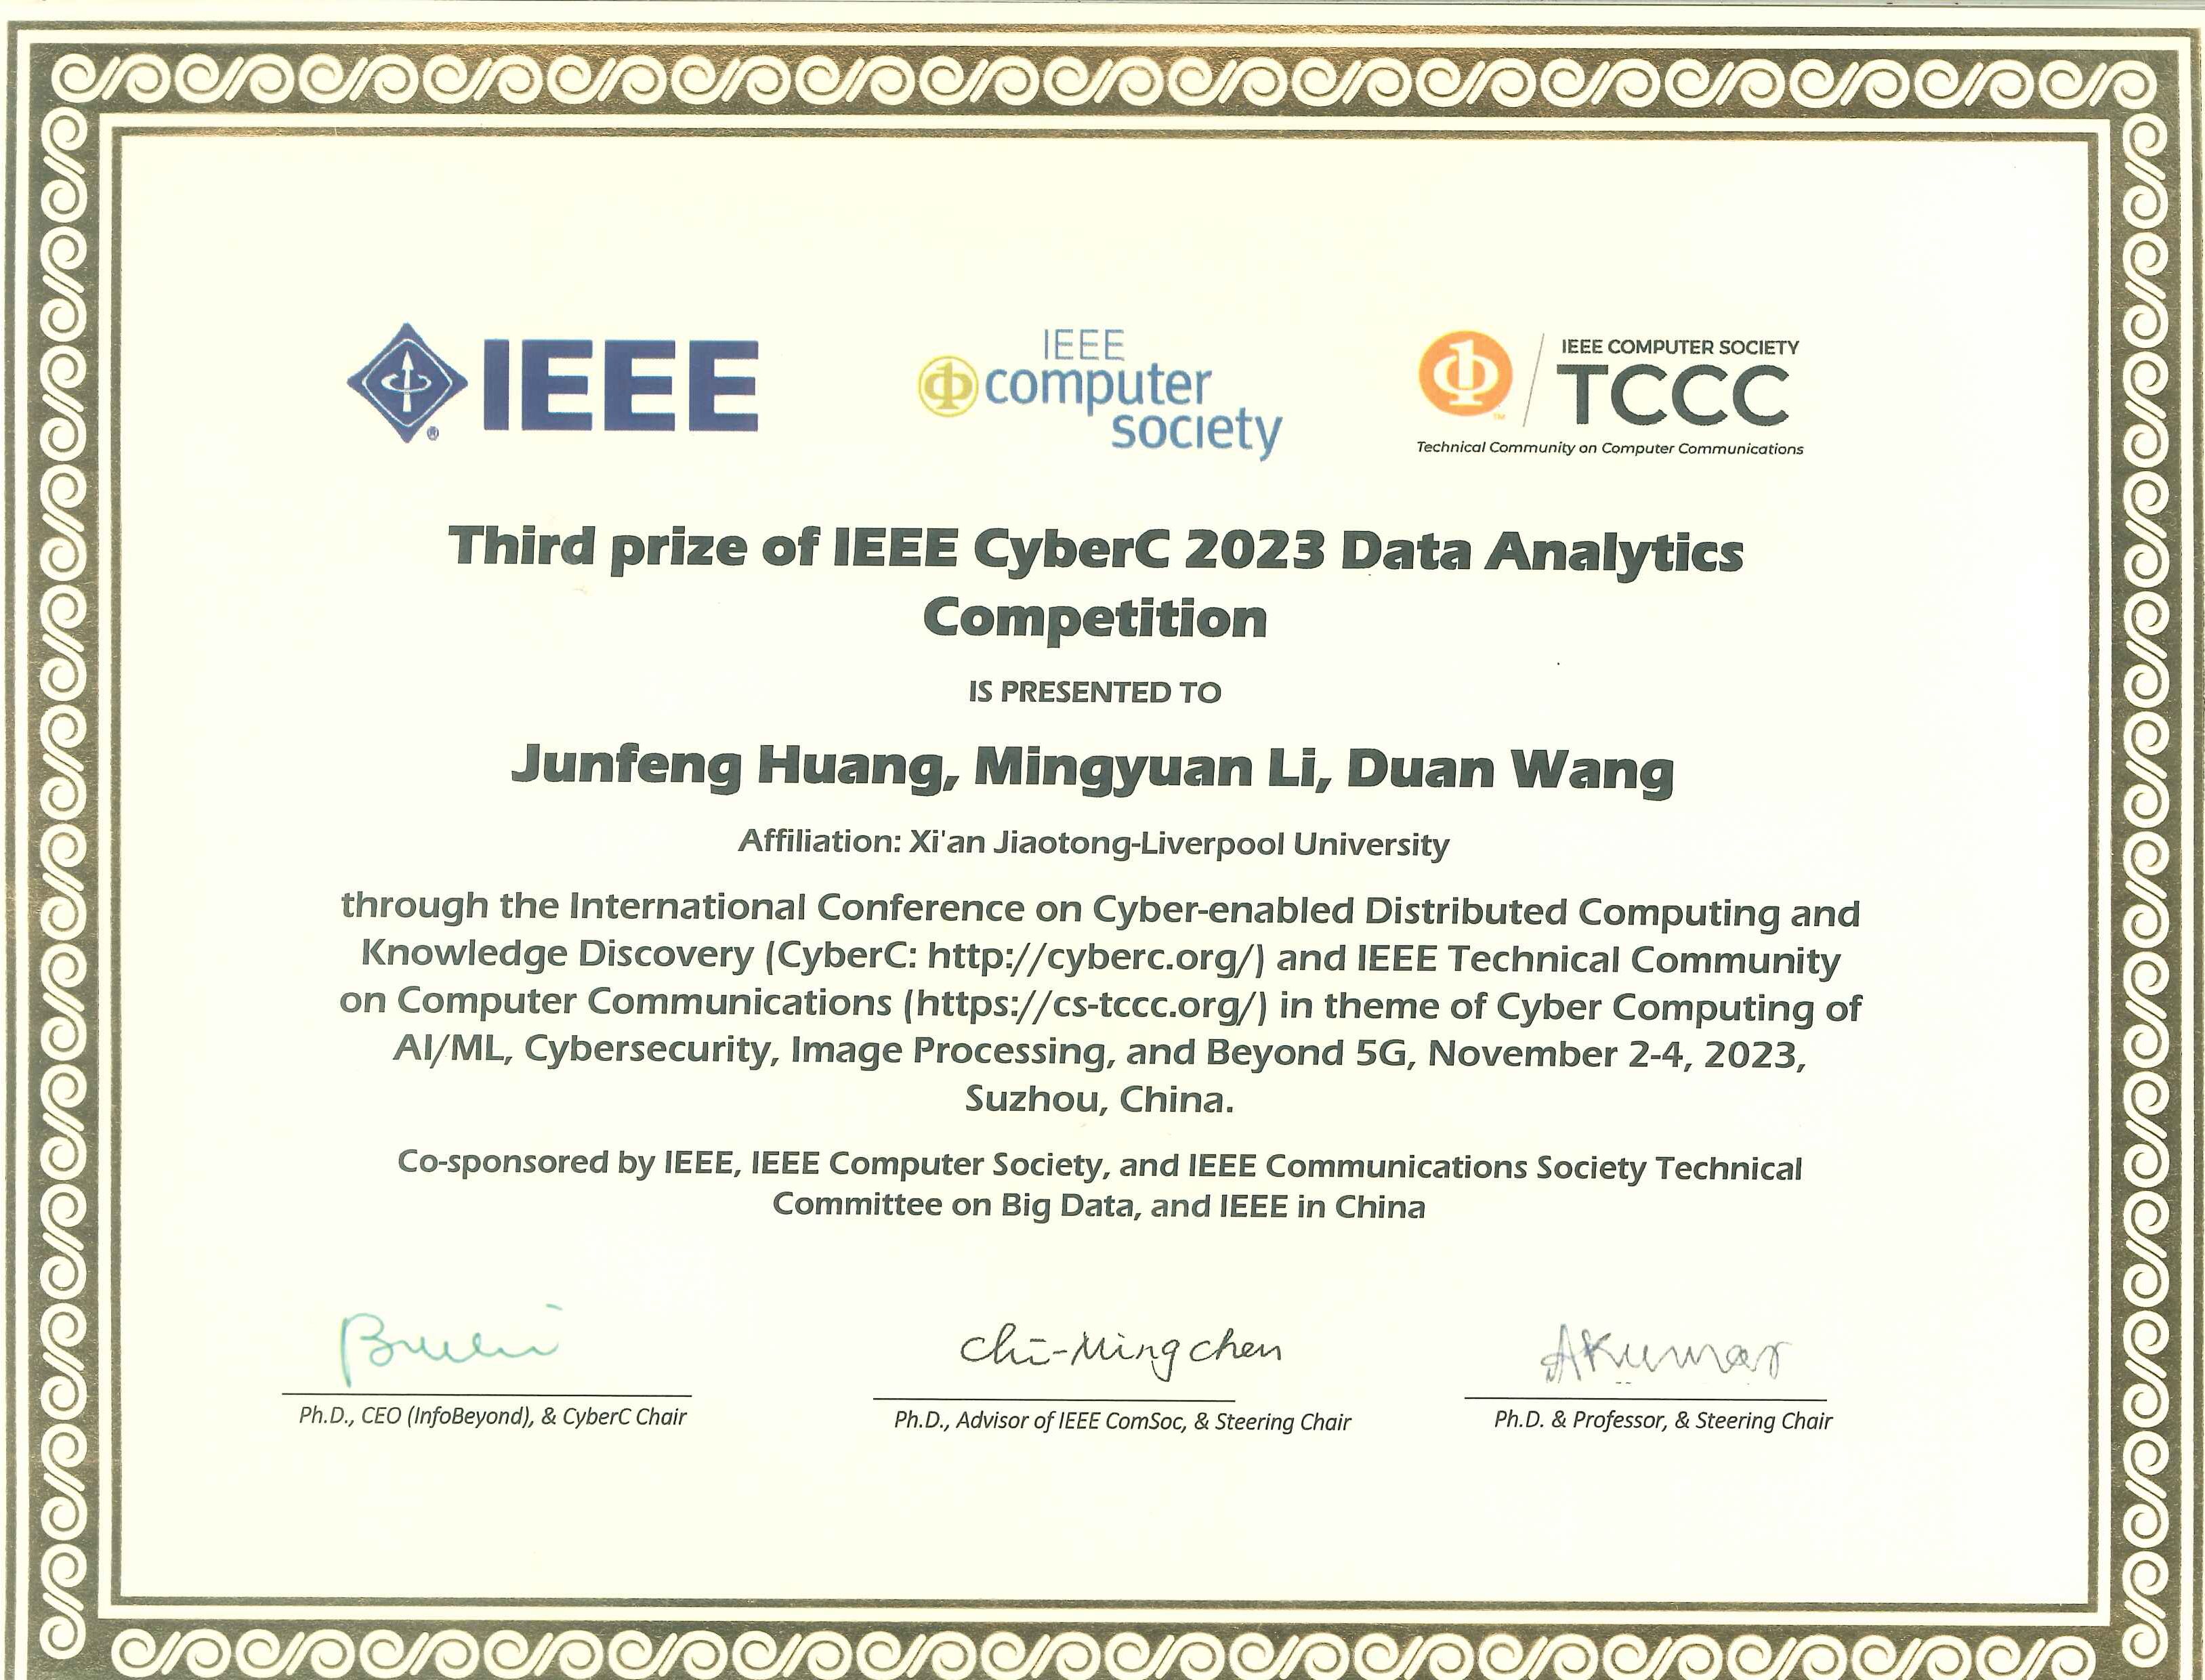 IEEE
IEEE
computer
society
IEEE COMPUTER SOCIETY
TCCC
Technical Community on Computer Communications
Third prize of IEEE CyberC 2023 Data Analytics
Competition
IS PRESENTED TO
Junfeng Huang, Mingyuan Li, Duan Wang
Affiliation: Xi'an Jiaotong-Liverpool University
through the International Conference on Cyber-enabled Distributed Computing and
Knowledge Discovery (CyberC: http://cyberc.org/) and IEEE Technical Community
on Computer Communications (https://cs-tccc.org/) in theme of Cyber Computing of
AI/ML, Cybersecurity, Image Processing, and Beyond 5G, November 2-4, 2023,
Suzhou, China.
Co-sponsored by IEEE, IEEE Computer Society, and IEEE Communications Society Technical
Committee on Big Data, and IEEE in China
Chi-Ming Chen
AKumar
Ph.D., CEO (InfoBeyond), & CyberC Chair
Ph.D., Advisor of IEEE ComSoc, & Steering Chair
Ph.D. & Professor, & Steering Chair